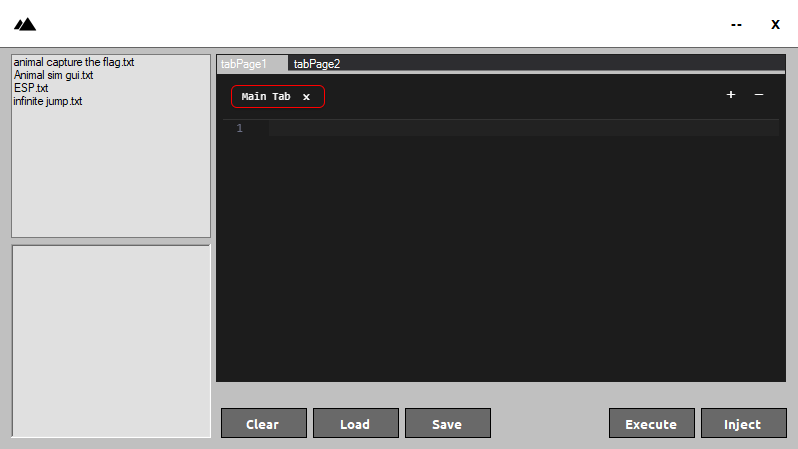 -- X
animal capture the flag.txt
Animal sim gui.txt
ESP.txt
infinite jump.txt
tabPage1 tabPage2
Main Tab x + −
1
Clear Load Save Execute Inject